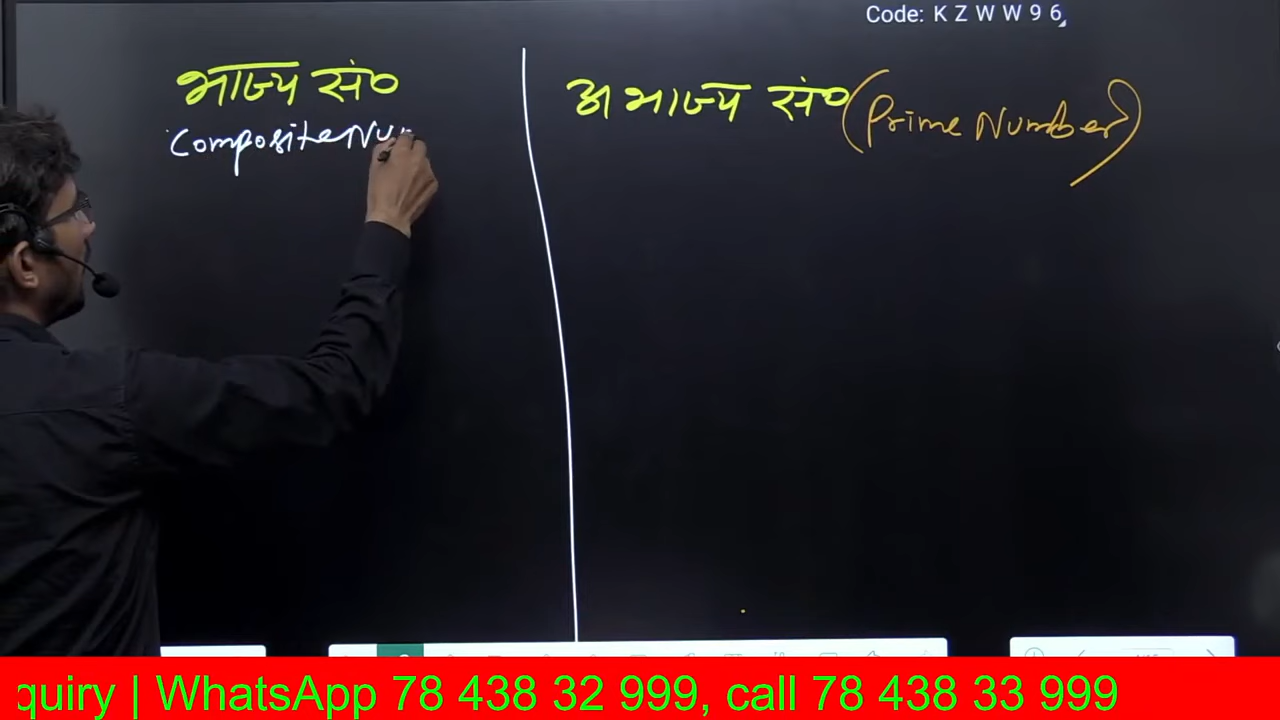 Code: K Z W W 9 6
भाज्य सं०
Composite Nu
अभाज्य सं० (Prime Number)
quiry | WhatsApp 78 438 32 999, call 78 438 33 999